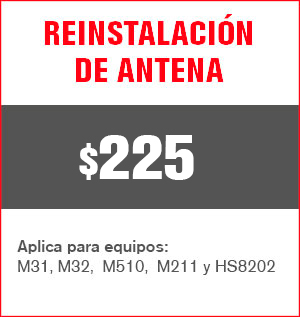 REINSTALACIÓN
DE ANTENA
$225
Aplica para equipos:
M31, M32, M510, M211 y HS8202